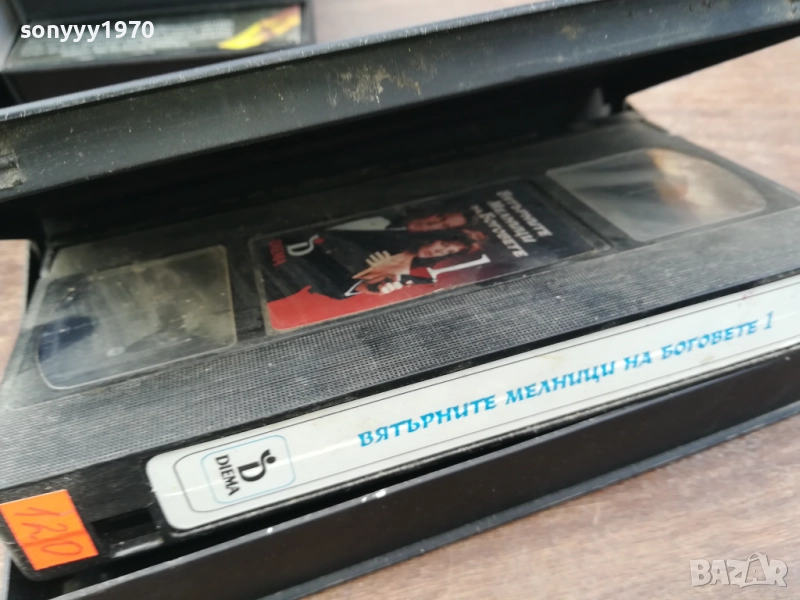 sonyyy1970
ВЯТЪРНИТЕ
МЕЛНИЦИ
НА БОГОВЕТЕ
DIEMA
1
ВЯТЪРНИТЕ МЕЛНИЦИ НА БОГОВЕТЕ 1
DIEMA
120
BAZAR